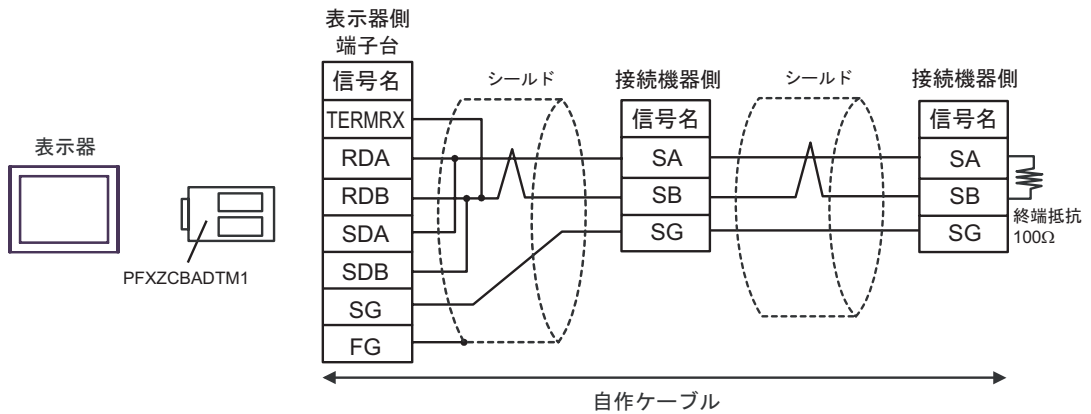 表示器
PFXZCBADTM1
表示器側
端子台
信号名
TERMRX
RDA
RDB
SDA
SDB
SG
FG
シールド
接続機器側
信号名
SA
SB
SG
シールド
接続機器側
信号名
SA
SB
SG
終端抵抗
100Ω
自作ケーブル